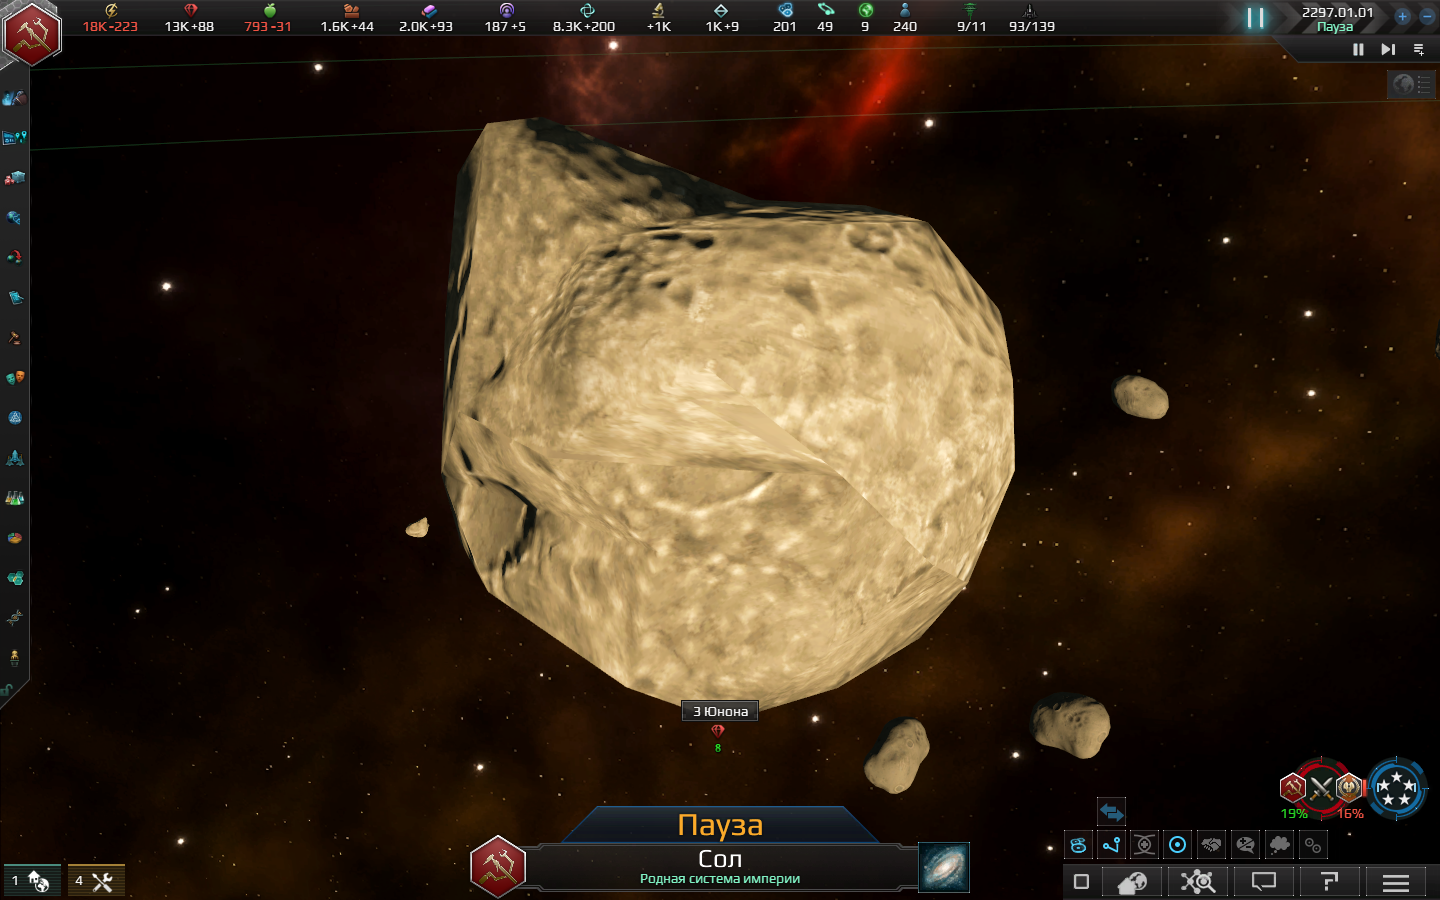 18K-223 13K+88 793-31 1.6K+44 2.0K+93 187+5 8.3K+200 +1K 1K+9 201 49 9 240 9/11 93/139
2297.01.01
Пауза
3 Юнона
8
19% 16%
Пауза
Сол
Родная система империи
1 4